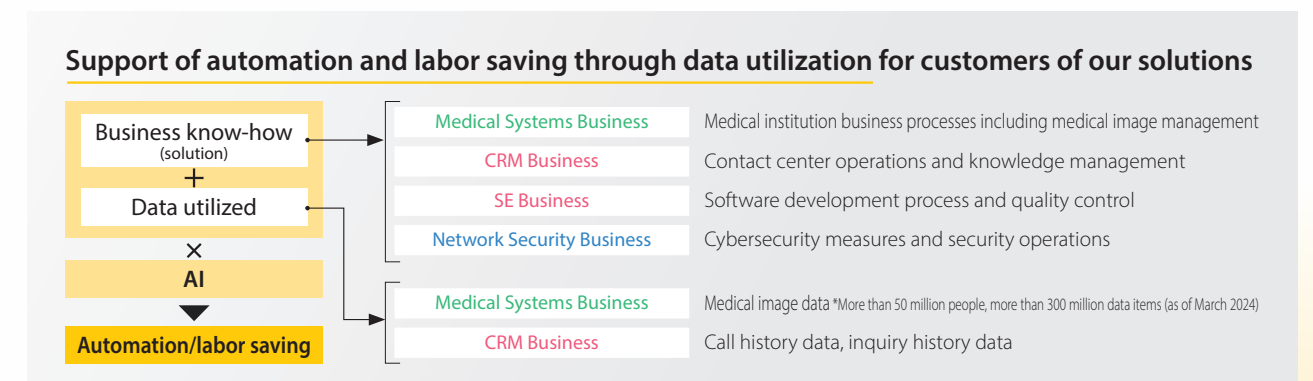 Support of automation and labor saving through data utilization for customers of our solutions
Business know-how
(solution)
+
Data utilized
×
AI
Automation/labor saving
Medical Systems Business Medical institution business processes including medical image management
CRM Business Contact center operations and knowledge management
SE Business Software development process and quality control
Network Security Business Cybersecurity measures and security operations
Medical Systems Business Medical image data *More than 50 million people, more than 300 million data items (as of March 2024)
CRM Business Call history data, inquiry history data